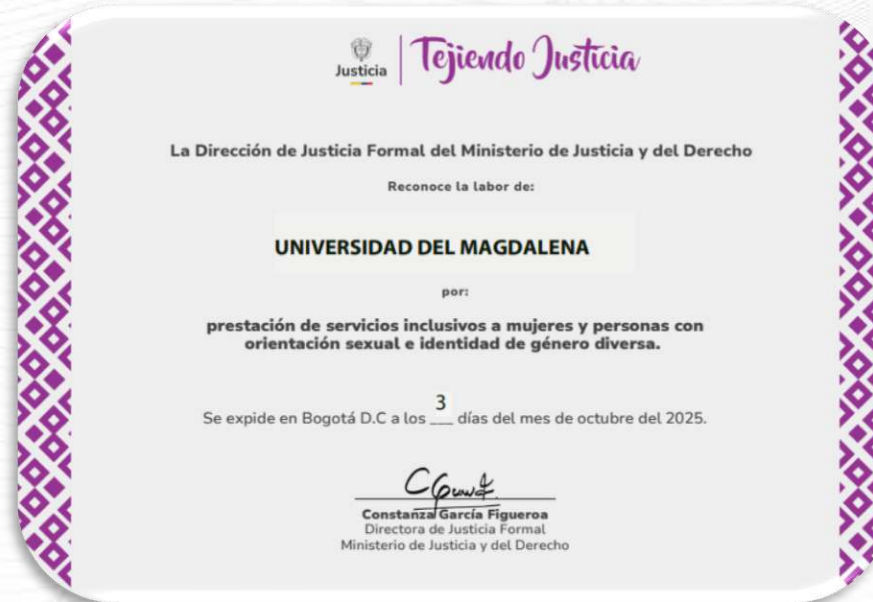 Justicia
Tejiendo Justicia
La Dirección de Justicia Formal del Ministerio de Justicia y del Derecho
Reconoce la labor de:
UNIVERSIDAD DEL MAGDALENA
por:
prestación de servicios inclusivos a mujeres y personas con
orientación sexual e identidad de género diversa.
Se expide en Bogotá D.C a los 3 días del mes de octubre del 2025.
Constanza García Figueroa
Directora de Justicia Formal
Ministerio de Justicia y del Derecho